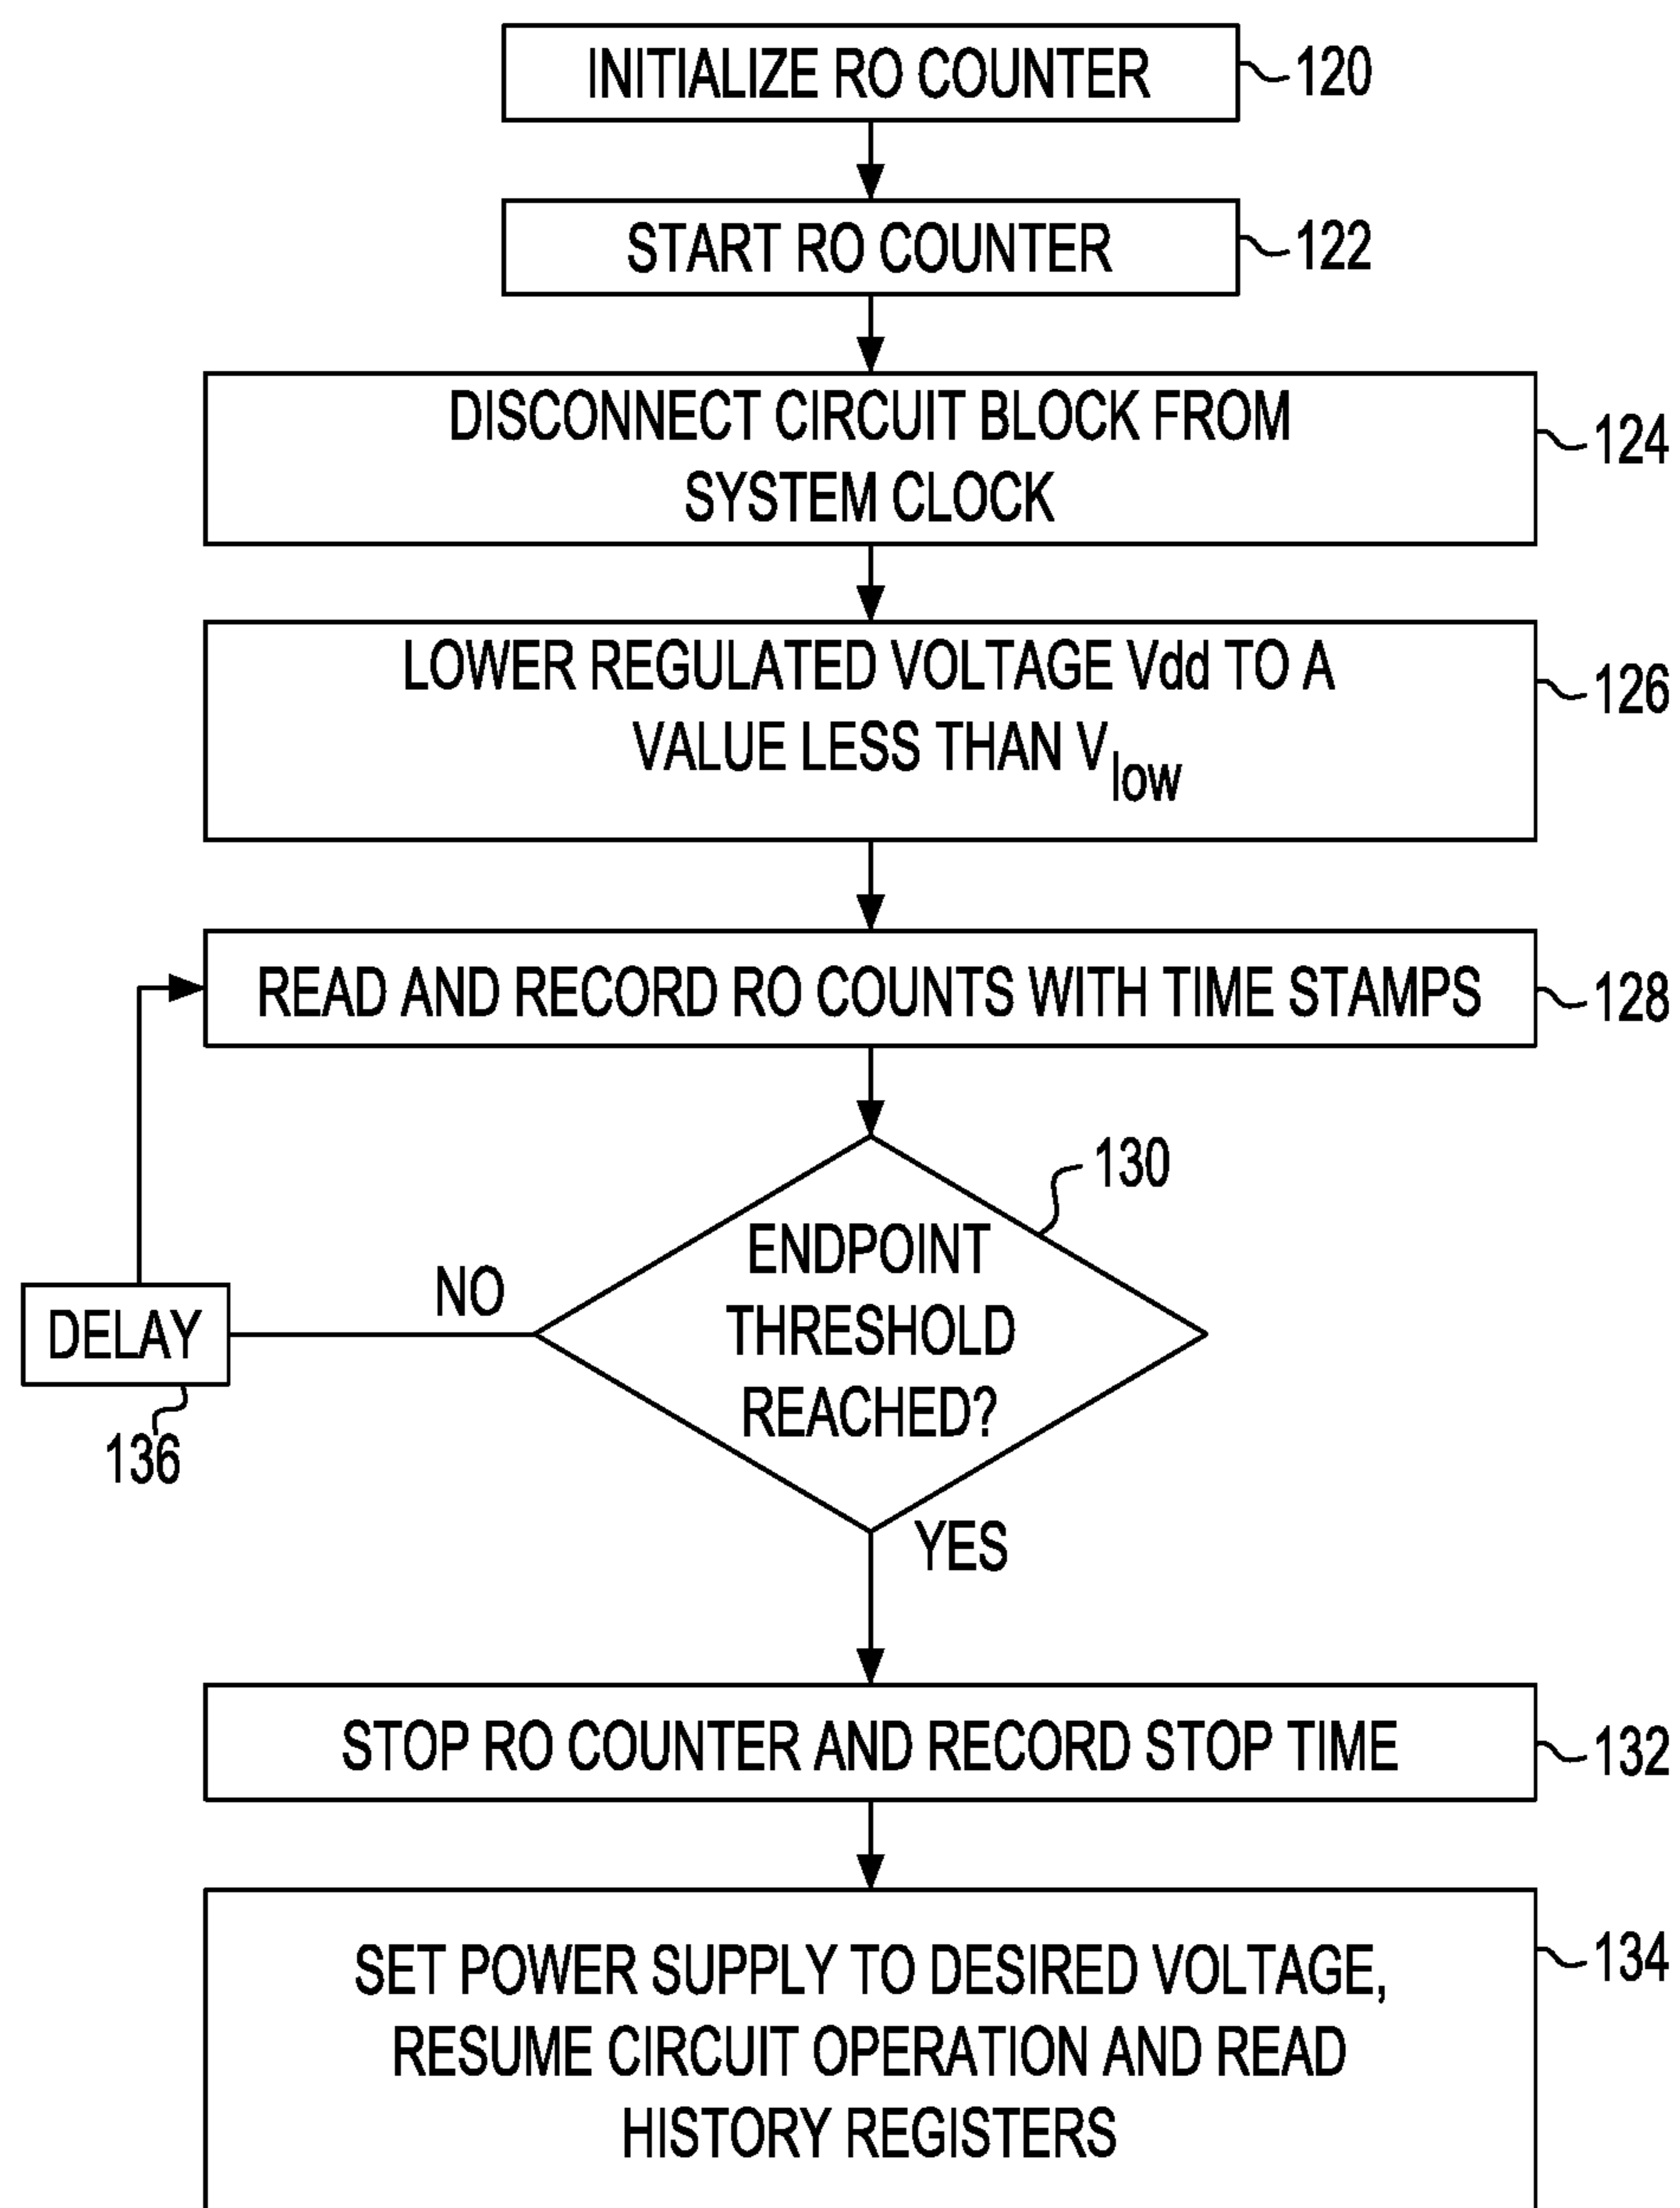 INITIALIZE RO COUNTER
120
START RO COUNTER
122
DISCONNECT CIRCUIT BLOCK FROM
SYSTEM CLOCK
124
LOWER REGULATED VOLTAGE Vdd TO A
VALUE LESS THAN Vlow
126
READ AND RECORD RO COUNTS WITH TIME STAMPS
128
130
ENDPOINT
THRESHOLD
REACHED?
NO
DELAY
136
YES
STOP RO COUNTER AND RECORD STOP TIME
132
SET POWER SUPPLY TO DESIRED VOLTAGE,
RESUME CIRCUIT OPERATION AND READ
HISTORY REGISTERS
134